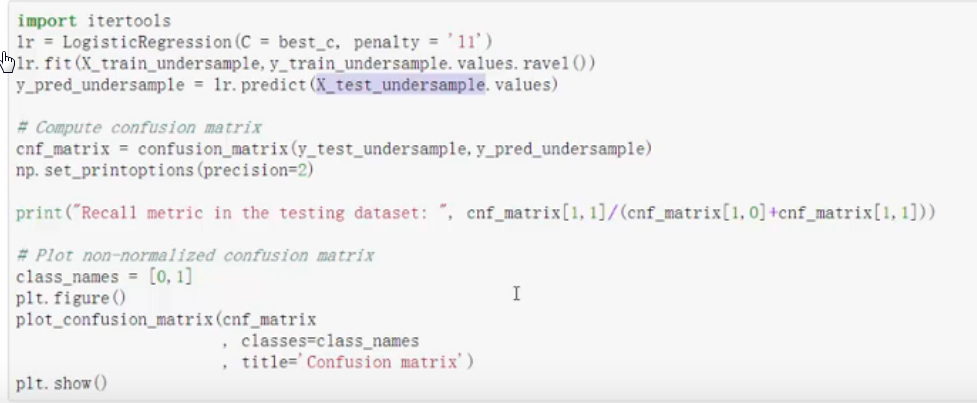 import itertools
lr = LogisticRegression(C = best_c, penalty = 'l1')
lr.fit(X_train_undersample,y_train_undersample.values.ravel())
y_pred_undersample = lr.predict(X_test_undersample.values)
# Compute confusion matrix
cnf_matrix = confusion_matrix(y_test_undersample,y_pred_undersample)
np.set_printoptions(precision=2)
print("Recall metric in the testing dataset: ", cnf_matrix[1,1]/(cnf_matrix[1,0]+cnf_matrix[1,1]))
# Plot non-normalized confusion matrix
class_names = [0,1]
plt.figure()
plot_confusion_matrix(cnf_matrix
, classes=class_names
, title='Confusion matrix')
plt.show()